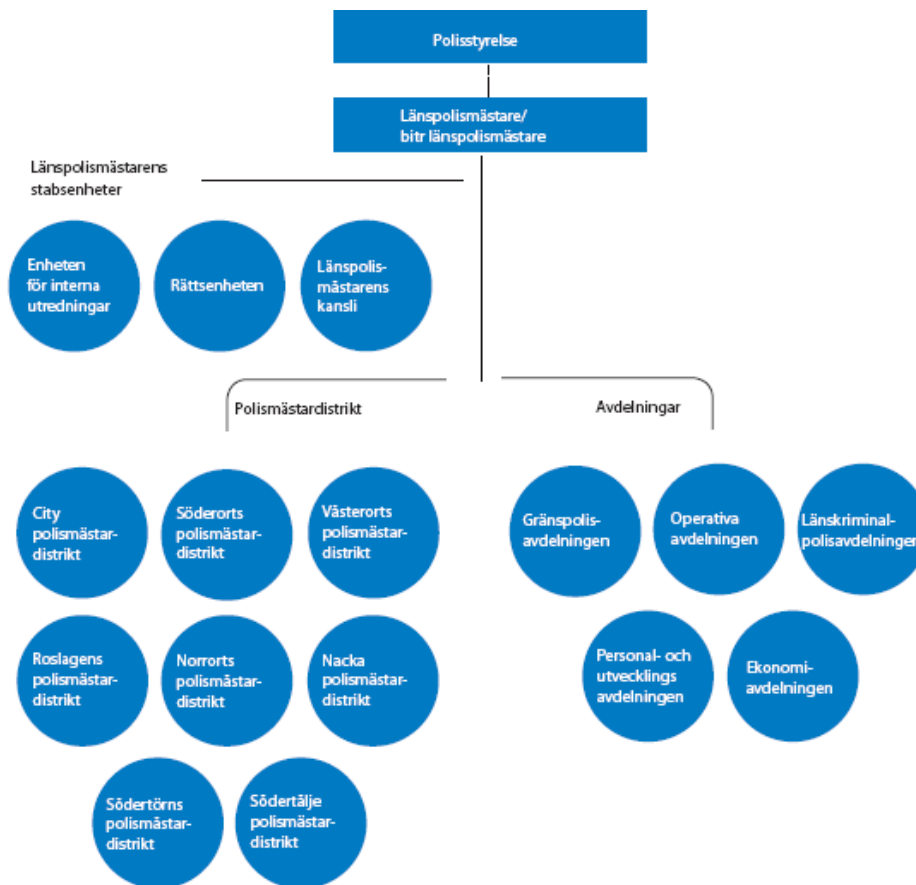 Polisstyrelse
Länspolismästare/
bitr länspolismästare
Länspolismästarens
stabsenheter
Enheten
för interna
utredningar
Rättsenheten
Länspolis-
mästarens
kansli
Polismästardistrikt
Avdelningar
City
polismästar-
distrikt
Söderorts
polismästar-
distrikt
Västerorts
polismästar-
distrikt
Gränspolis-
avdelningen
Operativa
avdelningen
Länskriminal-
polisavdelningen
Roslagens
polismästar-
distrikt
Norrorts
polismästar-
distrikt
Nacka
polismästar-
distrikt
Personal- och
utvecklings
avdelningen
Ekonomi-
avdelningen
Södertörns
polismästar-
distrikt
Södertälje
polismästar-
distrikt